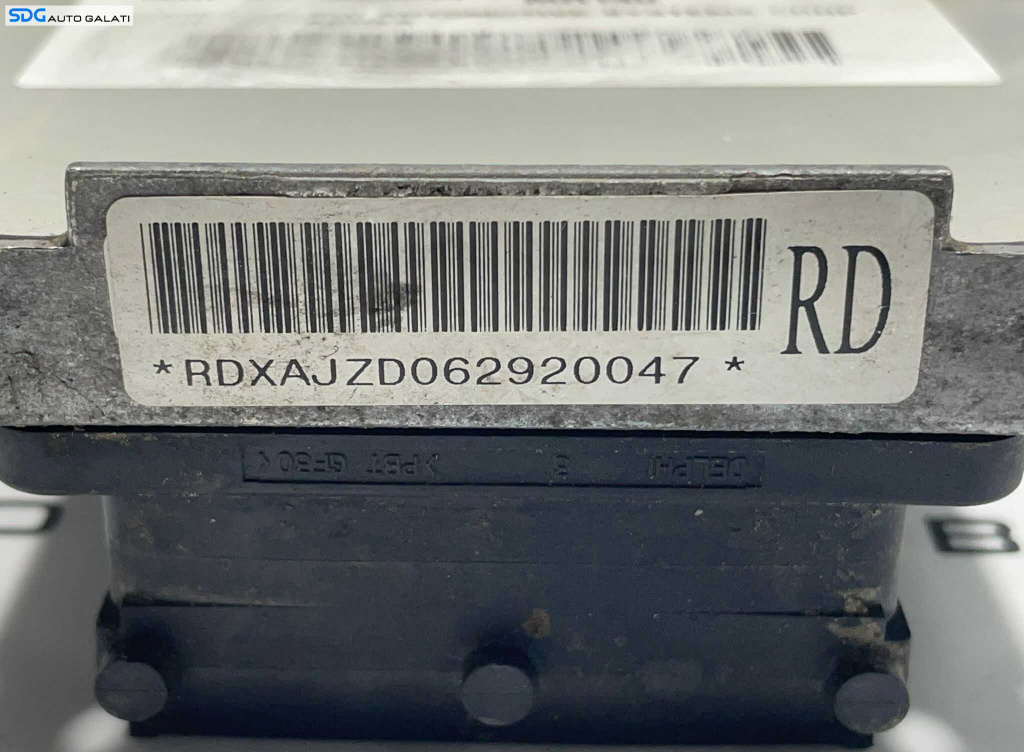 SDG AUTO GALATI
RD
*RDXAJZD062920047 *
>PBT GF30<
DELPHI
B